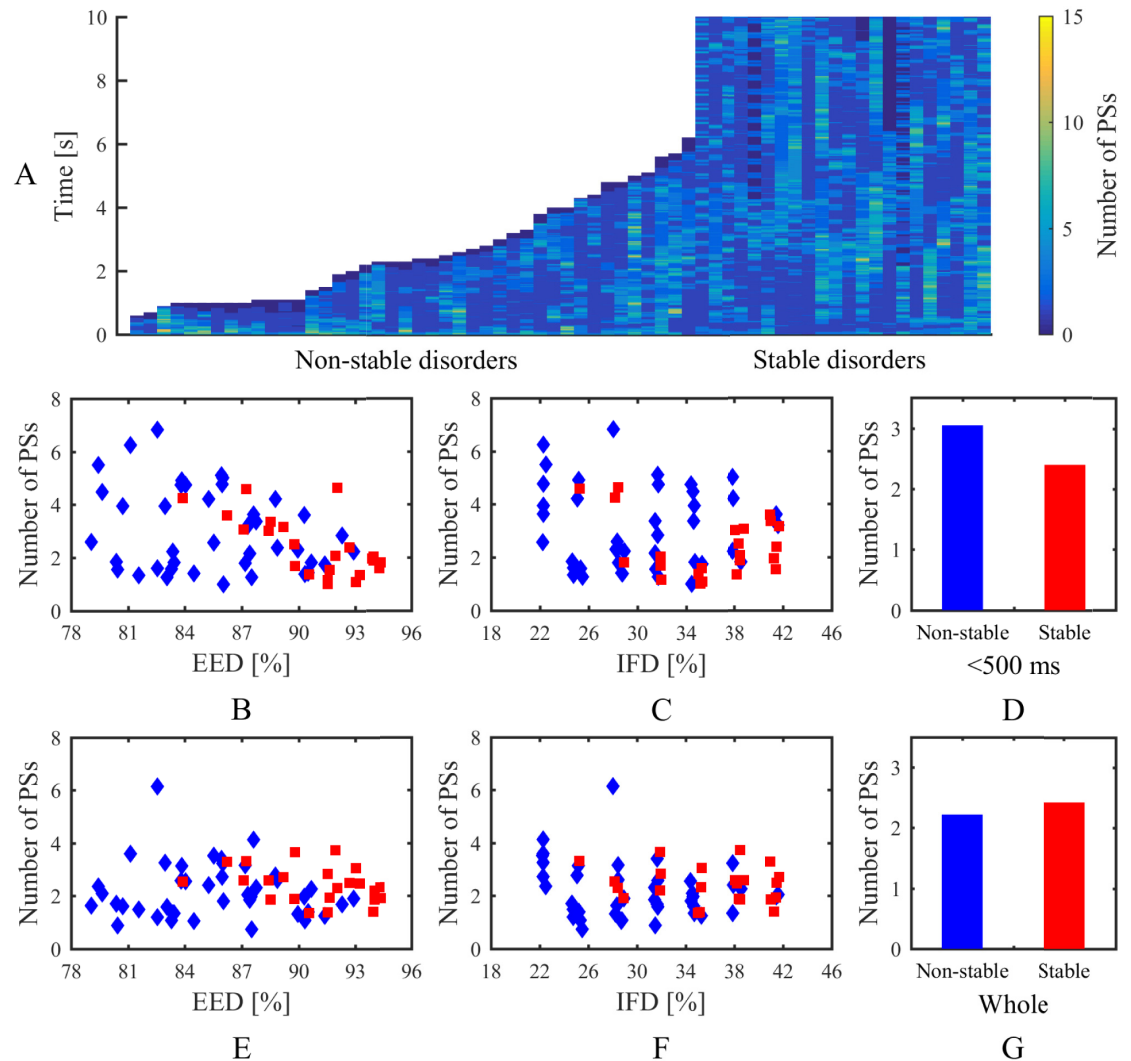 A
Time [s]
10
8
6
4
2
0
Non-stable disorders
Stable disorders
15
10
5
0
Number of PSs
Number of PSs
8
6
4
2
0
78 81 84 87 90 93 96
EED [%]
B
Number of PSs
8
6
4
2
0
18 22 26 30 34 38 42 46
IFD [%]
C
Number of PSs
3
2
1
0
Non-stable Stable
<500 ms
D
Number of PSs
8
6
4
2
0
78 81 84 87 90 93 96
EED [%]
E
Number of PSs
8
6
4
2
0
18 22 26 30 34 38 42 46
IFD [%]
F
Number of PSs
3
2
1
0
Non-stable Stable
Whole
G